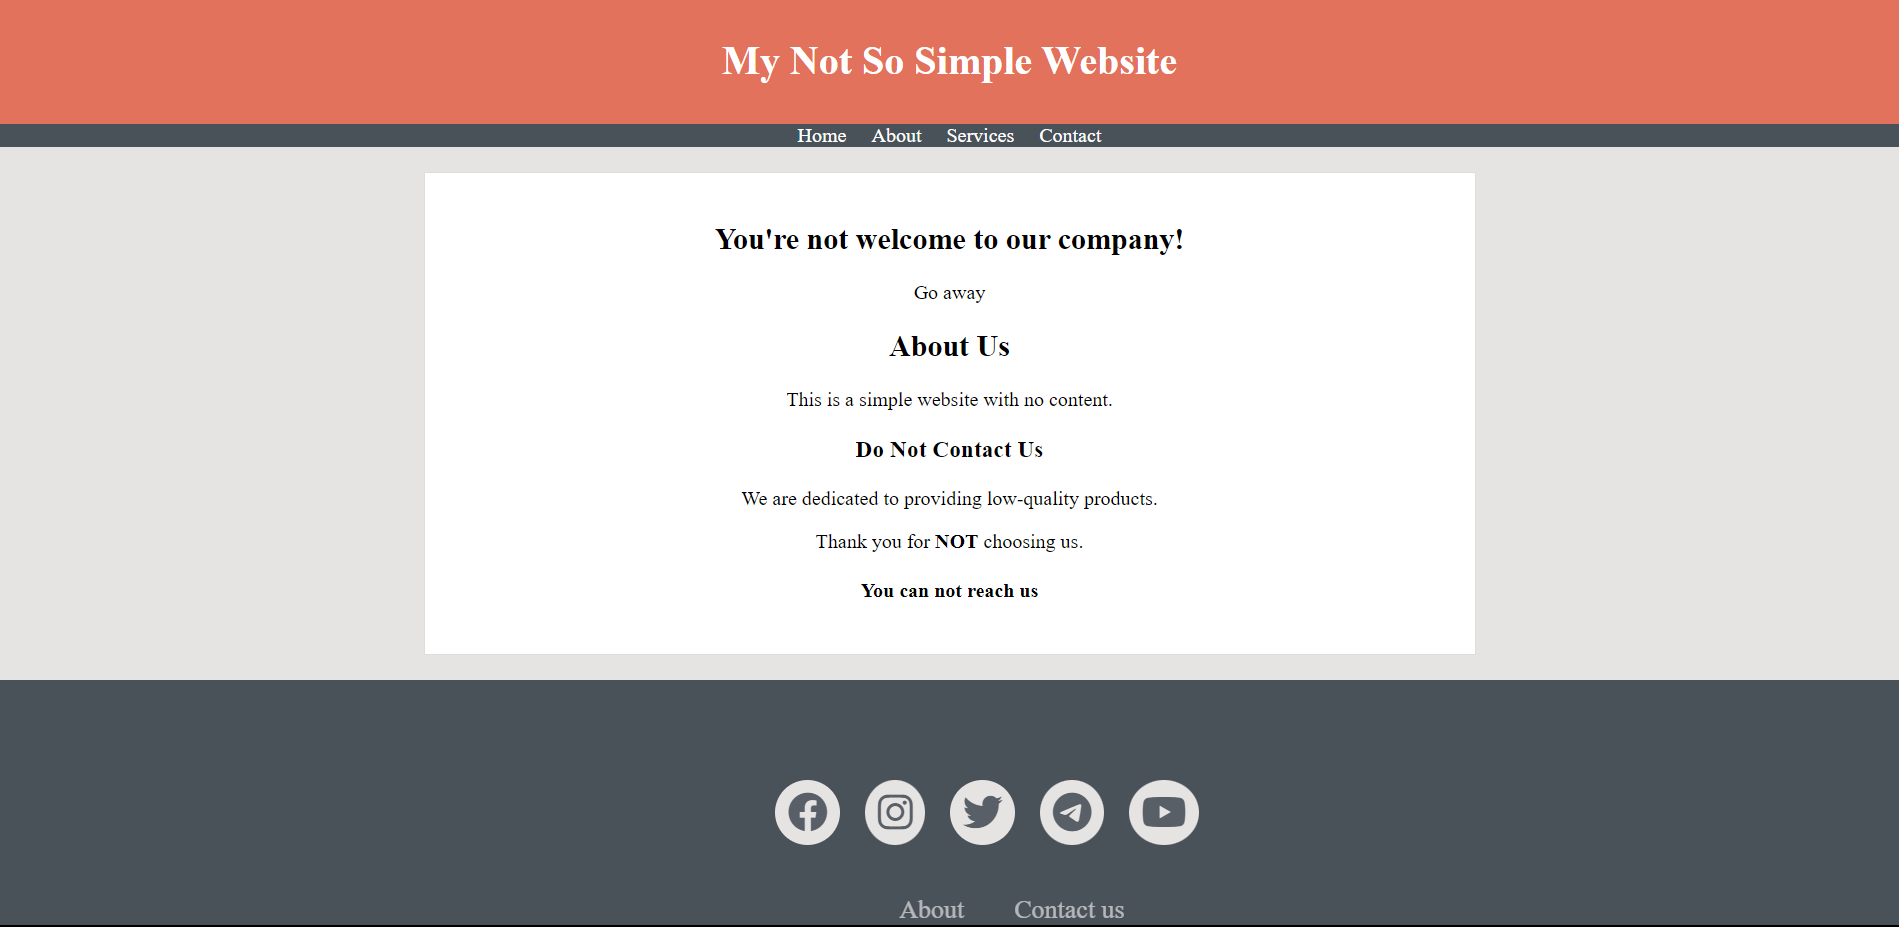 My Not So Simple Website
Home About Services Contact
You're not welcome to our company!
Go away
About Us
This is a simple website with no content.
Do Not Contact Us
We are dedicated to providing low-quality products.
Thank you for NOT choosing us.
You can not reach us
About Contact us